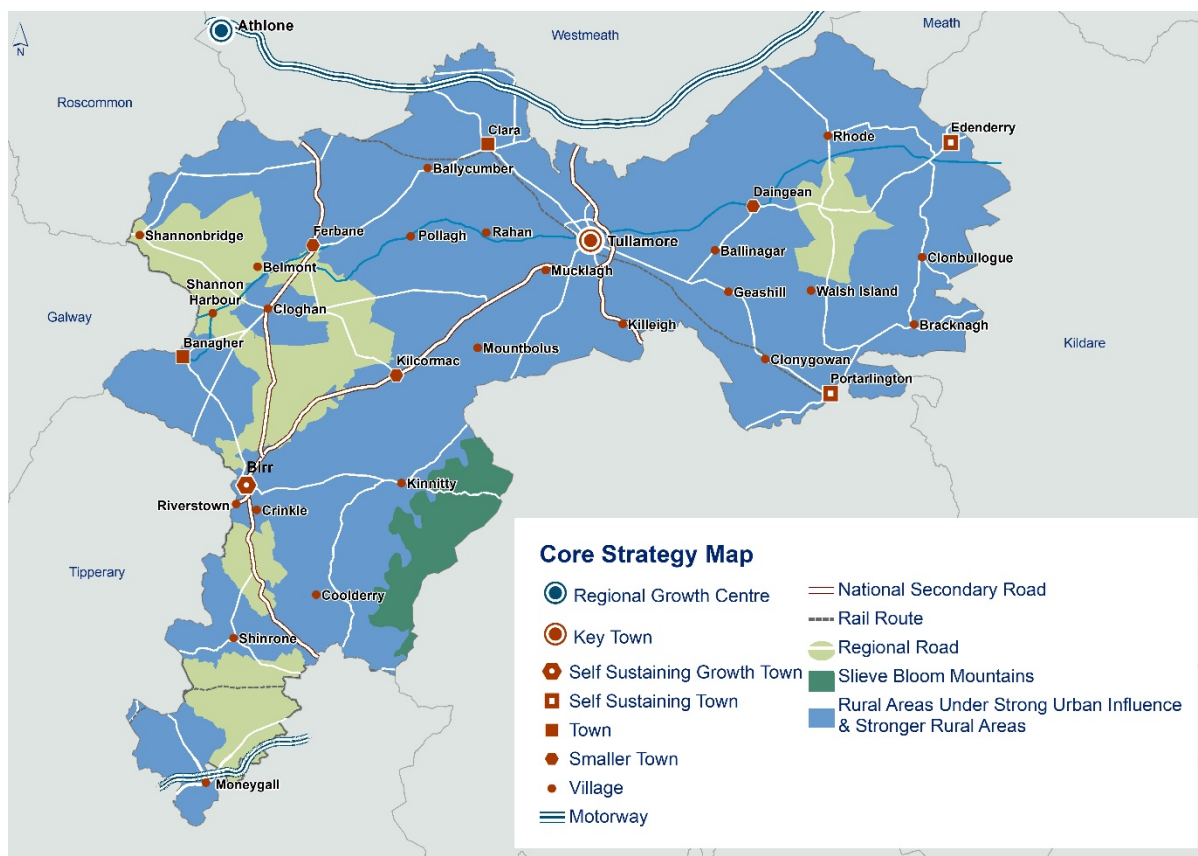 Athlone
Westmeath
Meath
N
Roscommon
Clara
Rhode
Edenderry
Ballycumber
Daingean
Shannonbridge
Ferbane
Pollagh
Rahan
Tullamore
Ballinagar
Clonbullogue
Belmont
Mucklagh
Shannon
Harbour
Geashill
Walsh Island
Galway
Cloghan
Killeigh
Bracknagh
Banagher
Mountbolus
Kildare
Kilcormac
Clonygowan
Portarlington
Birr
Kinnitty
Riverstown
Crinkle
Tipperary
Coolderry
Shinrone
Moneygall
Core Strategy Map
Regional Growth Centre
Key Town
Self Sustaining Growth Town
Self Sustaining Town
Town
Smaller Town
Village
Motorway
National Secondary Road
Rail Route
Regional Road
Slieve Bloom Mountains
Rural Areas Under Strong Urban Influence
& Stronger Rural Areas